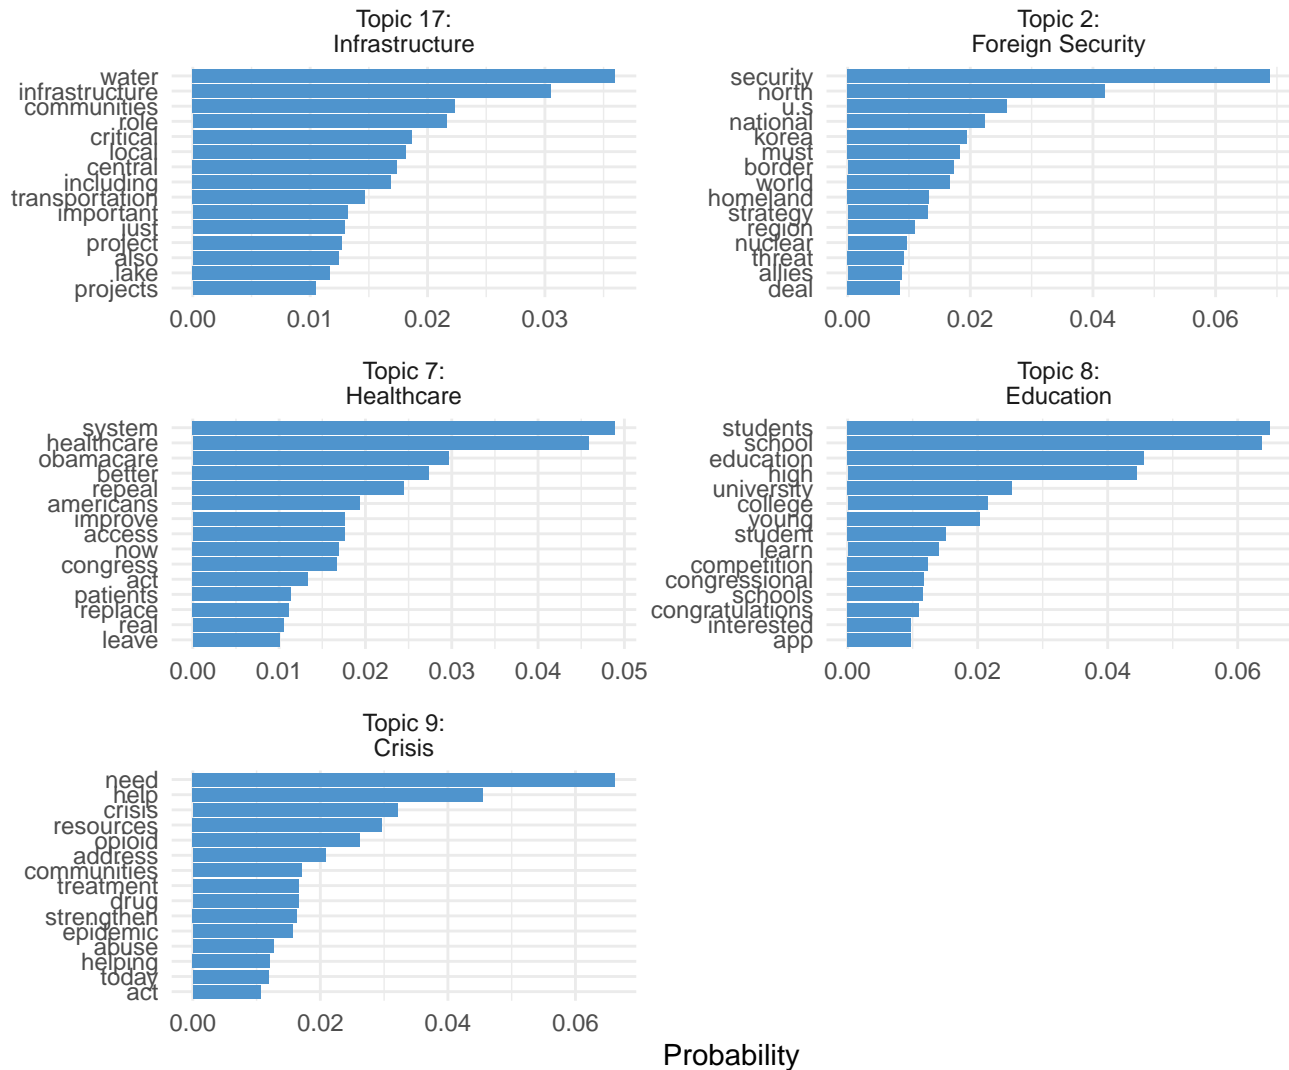 Topic 17:
Infrastructure
water
infrastructure
communities
role
critical
local
central
including
transportation
important
just
project
also
lake
projects
0.00 0.01 0.02 0.03
Topic 2:
Foreign Security
security
north
u.s
national
korea
must
border
world
homeland
strategy
region
nuclear
threat
allies
deal
0.00 0.02 0.04 0.06
Topic 7:
Healthcare
system
healthcare
obamacare
better
repeal
americans
improve
access
now
congress
act
patients
replace
real
leave
0.00 0.01 0.02 0.03 0.04 0.05
Topic 8:
Education
students
school
education
high
university
college
young
student
learn
competition
congressional
schools
congratulations
interested
app
0.00 0.02 0.04 0.06
Topic 9:
Crisis
need
help
crisis
resources
opioid
address
communities
treatment
drug
strengthen
epidemic
abuse
helping
today
act
0.00 0.02 0.04 0.06
Probability